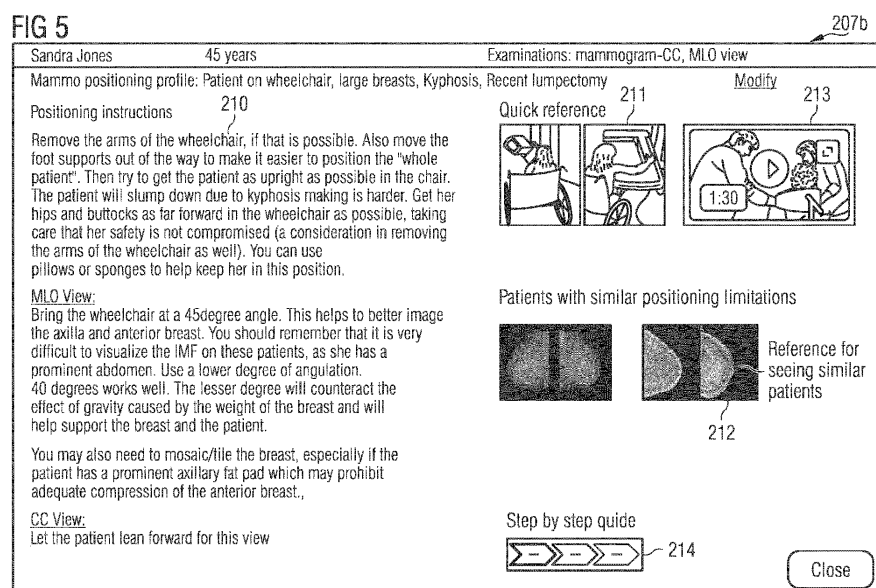 FIG 5
207b
Sandra Jones 45 years Examinations: mammogram-CC, MLO view
Mammo positioning profile: Patient on wheelchair, large breasts, Kyphosis, Recent lumpectomy Modify
Positioning instructions 210
Remove the arms of the wheelchair, if that is possible. Also move the
foot supports out of the way to make it easier to position the "whole
patient". Then try to get the patient as upright as possible in the chair.
The patient will slump down due to kyphosis making is harder. Get her
hips and buttocks as far forward in the wheelchair as possible, taking
care that her safety is not compromised (a consideration in removing
the arms of the wheelchair as well). You can use
pillows or sponges to help keep her in this position.
MLO View:
Bring the wheelchair at a 45degree angle. This helps to better image
the axilla and anterior breast. You should remember that it is very
difficult to visualize the IMF on these patients, as she has a
prominent abdomen. Use a lower degree of angulation.
40 degrees works well. The lesser degree will counteract the
effect of gravity caused by the weight of the breast and will
help support the breast and the patient.
You may also need to mosaic/tile the breast, especially if the
patient has a prominent axillary fat pad which may prohibit
adequate compression of the anterior breast.,
CC View:
Let the patient lean forward for this view
Quick reference 211
213
1:30
Patients with similar positioning limitations
Reference for
seeing similar
patients
212
Step by step quide
214
Close